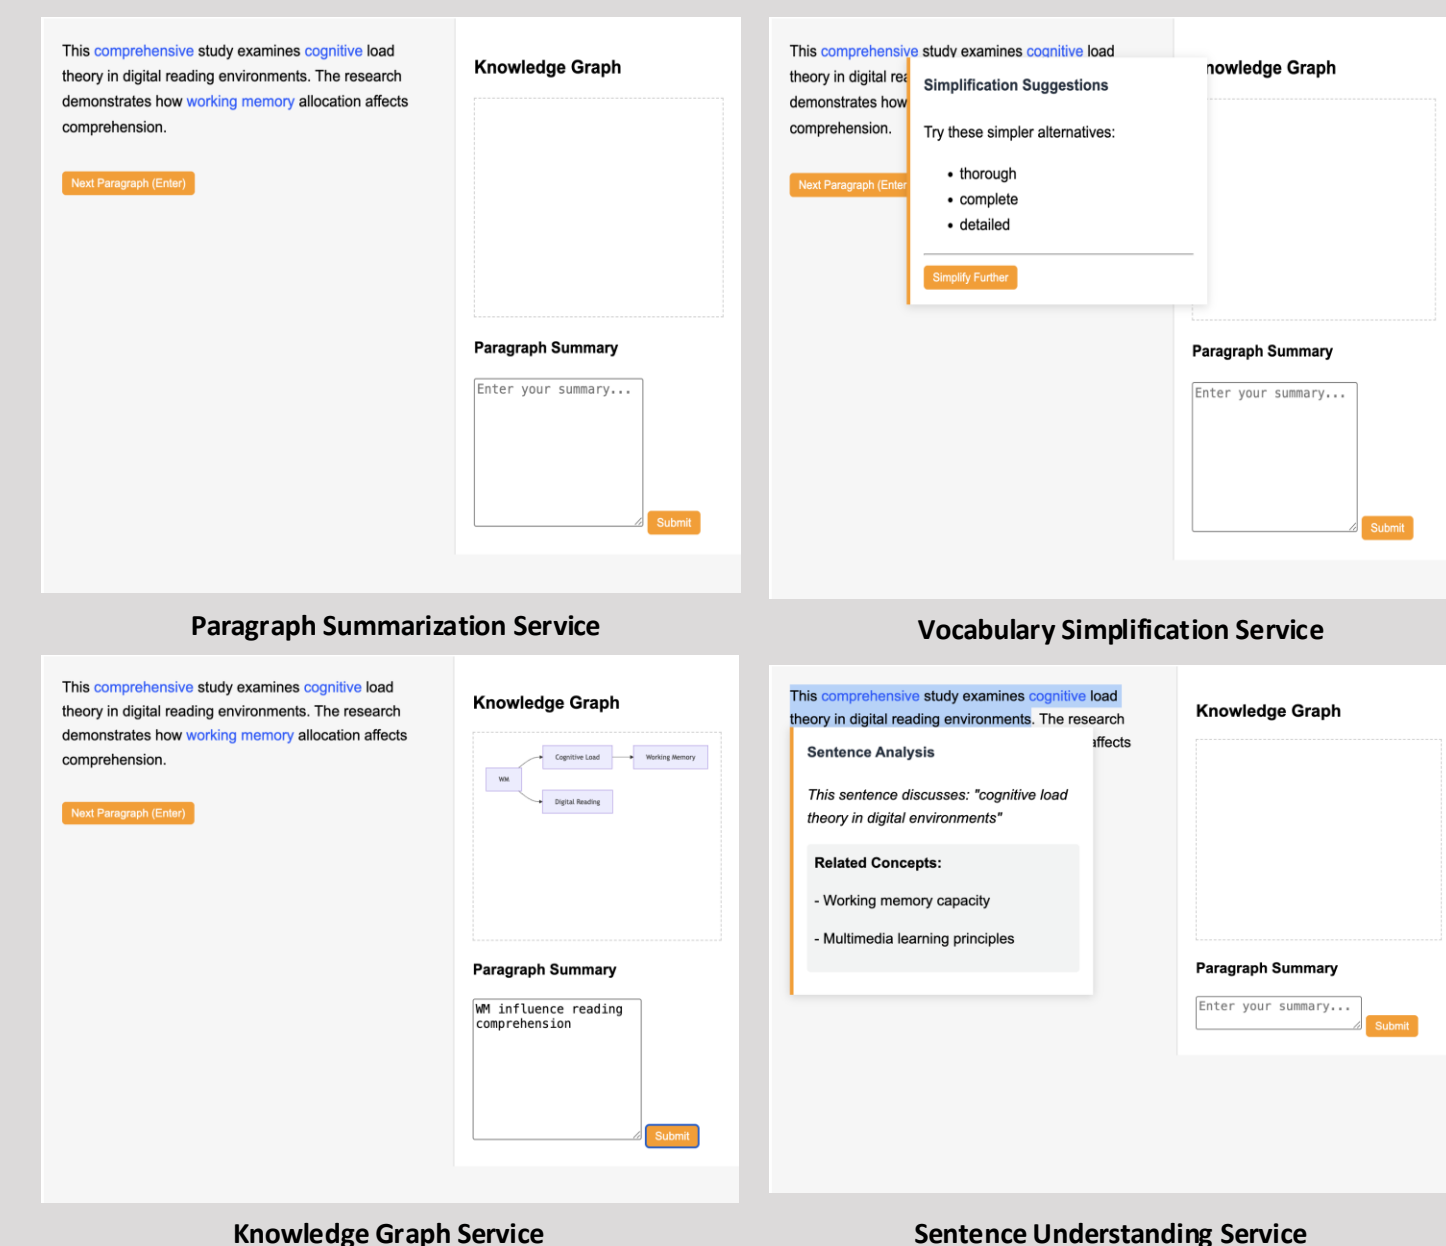 This comprehensive study examines cognitive load
theory in digital reading environments. The research
demonstrates how working memory allocation affects
comprehension.
Next Paragraph (Enter)
Knowledge Graph
Paragraph Summary
Enter your summary...
Submit
Paragraph Summarization Service
This comprehensive study examines cognitive load
theory in digital rea
demonstrates how
comprehension.
Next Paragraph (Enter
Simplification Suggestions
Try these simpler alternatives:
• thorough
• complete
• detailed
Simplify Further
nowledge Graph
Paragraph Summary
Enter your summary...
Submit
Vocabulary Simplification Service
This comprehensive study examines cognitive load
theory in digital reading environments. The research
demonstrates how working memory allocation affects
comprehension.
Next Paragraph (Enter)
Knowledge Graph
WM
Cognitive Load
Working Memory
Digital Reading
Paragraph Summary
WM influence reading
comprehension
Submit
Knowledge Graph Service
This comprehensive study examines cognitive load
theory in digital reading environments. The research
affects
Sentence Analysis
This sentence discusses: "cognitive load
theory in digital environments"
Related Concepts:
- Working memory capacity
- Multimedia learning principles
Knowledge Graph
Paragraph Summary
Enter your summary...
Submit
Sentence Understanding Service